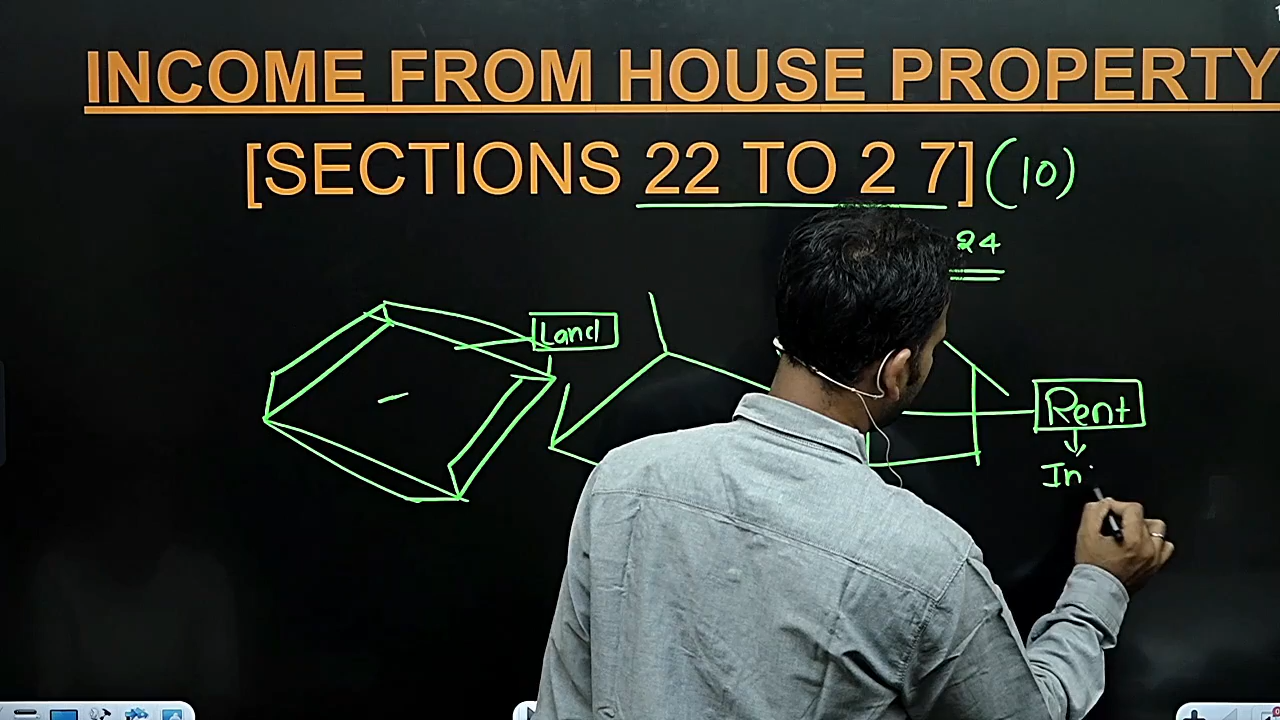 INCOME FROM HOUSE PROPERTY
[SECTIONS 22 TO 2 7] (10)
24
Land
Rent
In